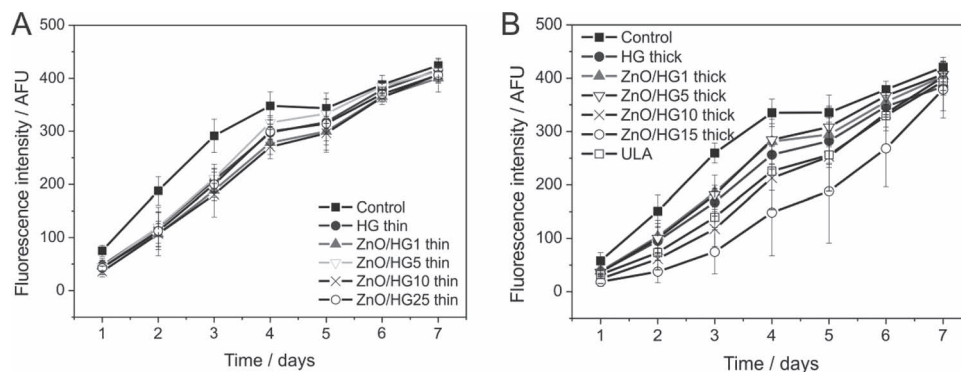 A
Fluorescence intensity / AFU
500
400
300
200
100
0
Control
HG thin
ZnO/HG1 thin
ZnO/HG5 thin
ZnO/HG10 thin
ZnO/HG25 thin
1 2 3 4 5 6 7
Time / days
B
Fluorescence intensity / AFU
500
400
300
200
100
0
Control
HG thick
ZnO/HG1 thick
ZnO/HG5 thick
ZnO/HG10 thick
ZnO/HG15 thick
ULA
1 2 3 4 5 6 7
Time / days